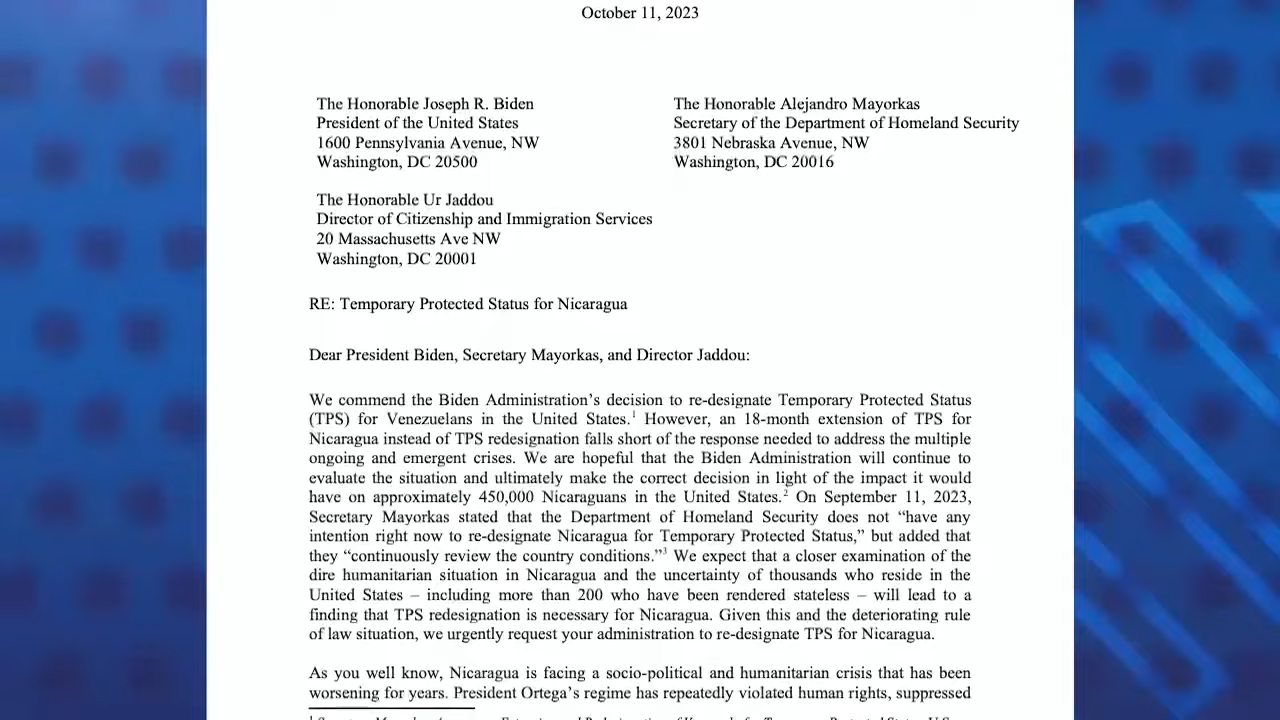 October 11, 2023
The Honorable Joseph R. Biden
President of the United States
1600 Pennsylvania Avenue, NW
Washington, DC 20500
The Honorable Alejandro Mayorkas
Secretary of the Department of Homeland Security
3801 Nebraska Avenue, NW
Washington, DC 20016
The Honorable Ur Jaddou
Director of Citizenship and Immigration Services
20 Massachusetts Ave NW
Washington, DC 20001
RE: Temporary Protected Status for Nicaragua
Dear President Biden, Secretary Mayorkas, and Director Jaddou:
We commend the Biden Administration's decision to re-designate Temporary Protected Status
(TPS) for Venezuelans in the United States.¹ However, an 18-month extension of TPS for
Nicaragua instead of TPS redesignation falls short of the response needed to address the multiple
ongoing and emergent crises. We are hopeful that the Biden Administration will continue to
evaluate the situation and ultimately make the correct decision in light of the impact it would
have on approximately 450,000 Nicaraguans in the United States.² On September 11, 2023,
Secretary Mayorkas stated that the Department of Homeland Security does not “have any
intention right now to re-designate Nicaragua for Temporary Protected Status,” but added that
they “continuously review the country conditions.”³ We expect that a closer examination of the
dire humanitarian situation in Nicaragua and the uncertainty of thousands who reside in the
United States – including more than 200 who have been rendered stateless – will lead to a
finding that TPS redesignation is necessary for Nicaragua. Given this and the deteriorating rule
of law situation, we urgently request your administration to re-designate TPS for Nicaragua.
As you well know, Nicaragua is facing a socio-political and humanitarian crisis that has been
worsening for years. President Ortega's regime has repeatedly violated human rights, suppressed